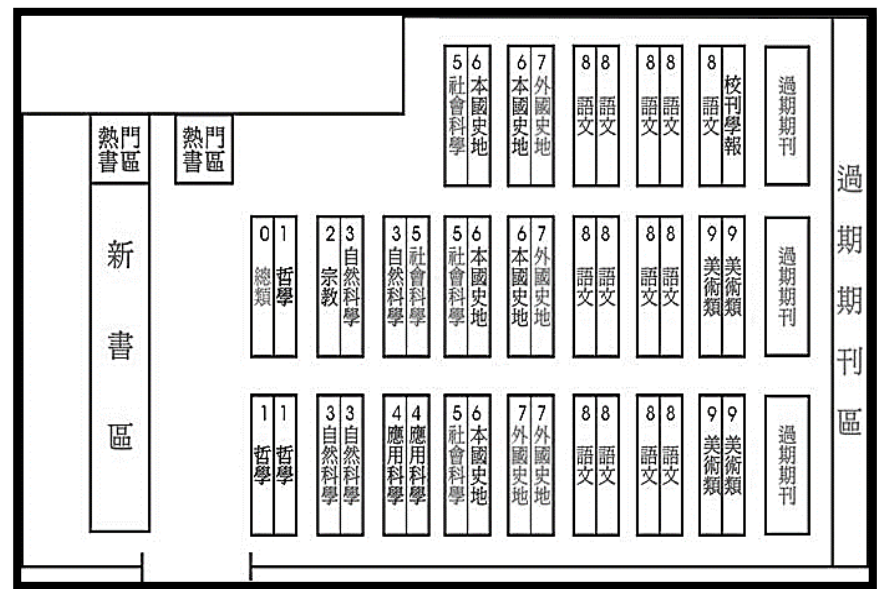 5 社會科學
6 本國史地
6 本國史地
7 外國史地
8 語文
8 語文
8 語文
8 語文
8 語文
校刊學報
過期期刊
熱門書區
熱門書區
新書區
0 總類
1 哲學
2 宗教
3 自然科學
3 自然科學
5 社會科學
5 社會科學
6 本國史地
6 本國史地
7 外國史地
8 語文
8 語文
8 語文
8 語文
9 美術類
9 美術類
過期期刊
過期期刊區
1 哲學
1 哲學
3 自然科學
3 自然科學
4 應用科學
4 應用科學
5 社會科學
6 本國史地
7 外國史地
7 外國史地
8 語文
8 語文
8 語文
8 語文
9 美術類
9 美術類
過期期刊